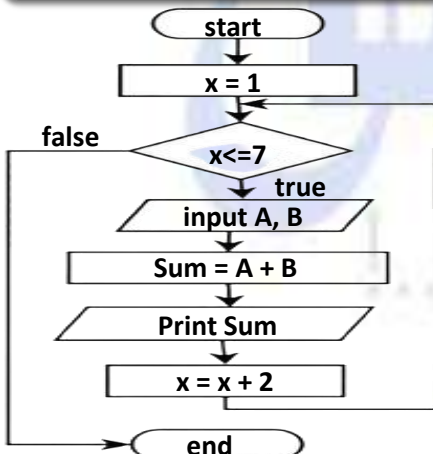 start
x = 1
false
x<=7
true
input A, B
Sum = A + B
Print Sum
x = x + 2
end